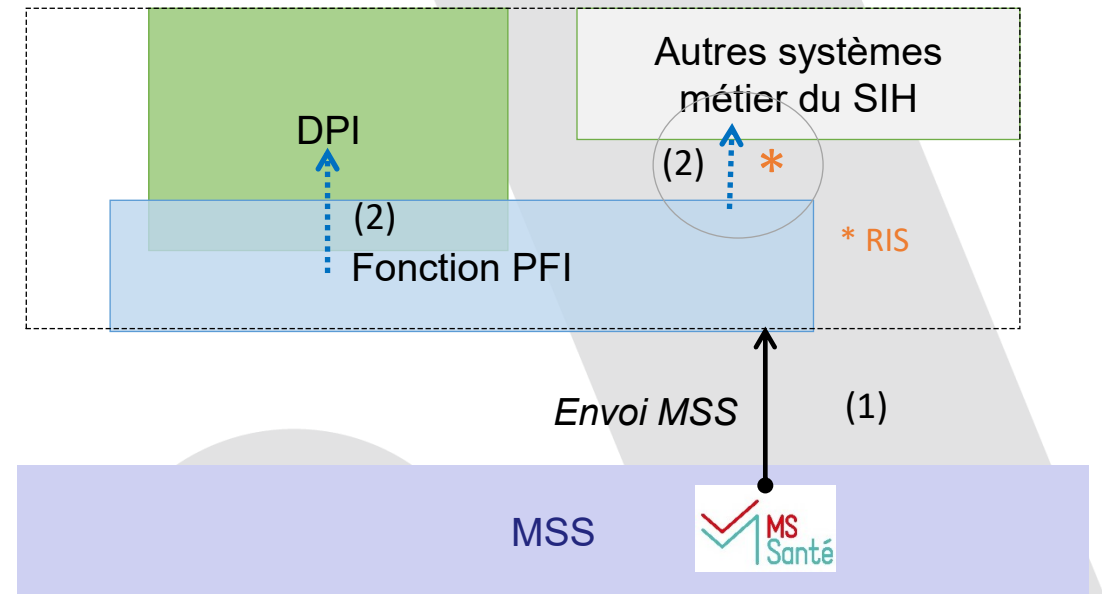 Autres systèmes
métier du SIH
DPI
(2)
*
(2)
* RIS
Fonction PFI
Envoi MSS
(1)
MSS
MS
Santé